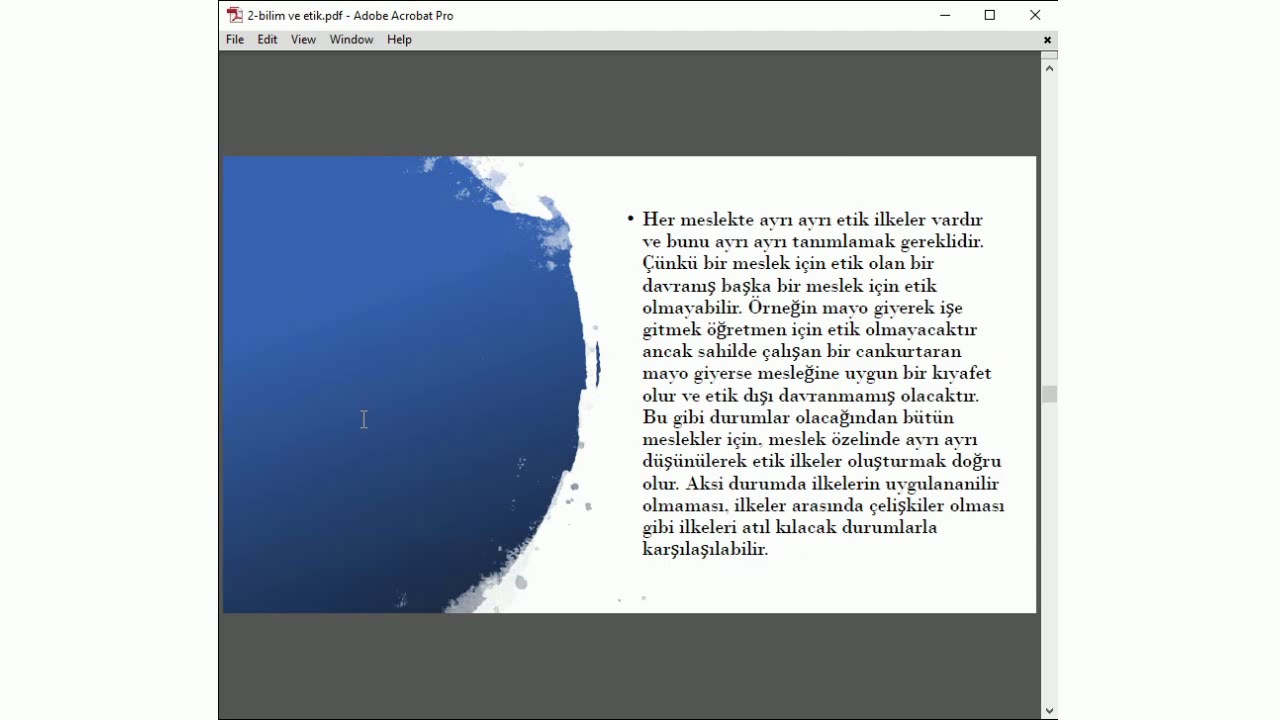 2-bilim ve etik.pdf - Adobe Acrobat Pro
File Edit View Window Help
• Her meslekte ayrı ayrı etik ilkeler vardır
ve bunu ayrı ayrı tanımlamak gereklidir.
Çünkü bir meslek için etik olan bir
davranış başka bir meslek için etik
olmayabilir. Örneğin mayo giyerek işe
gitmek öğretmen için etik olmayacaktır
ancak sahilde çalışan bir cankurtaran
mayo giyerse mesleğine uygun bir kıyafet
olur ve etik dışı davranmamış olacaktır.
Bu gibi durumlar olacağından bütün
meslekler için, meslek özelinde ayrı ayrı
düşünülerek etik ilkeler oluşturmak doğru
olur. Aksi durumda ilkelerin uygulananilir
olmaması, ilkeler arasında çelişkiler olması
gibi ilkeleri atıl kılacak durumlarla
karşılaşılabilir.